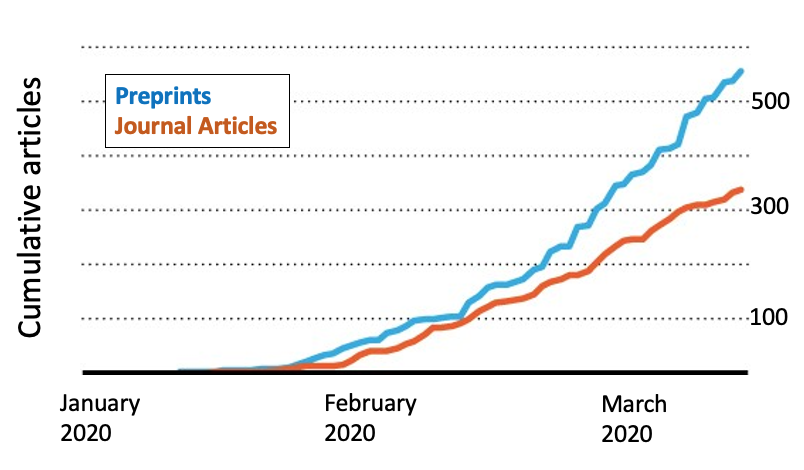 Preprints
Journal Articles
Cumulative articles
500
300
100
January
2020
February
2020
March
2020